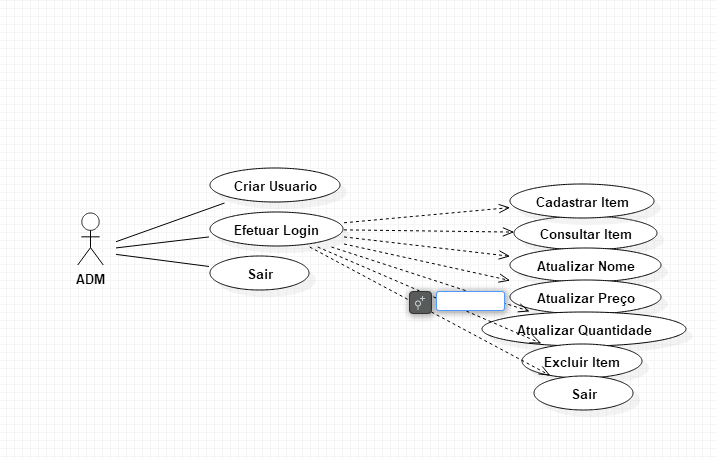 Criar Usuario
Efetuar Login
Sair
ADM
Cadastrar Item
Consultar Item
Atualizar Nome
Atualizar Preço
Atualizar Quantidade
Excluir Item
Sair